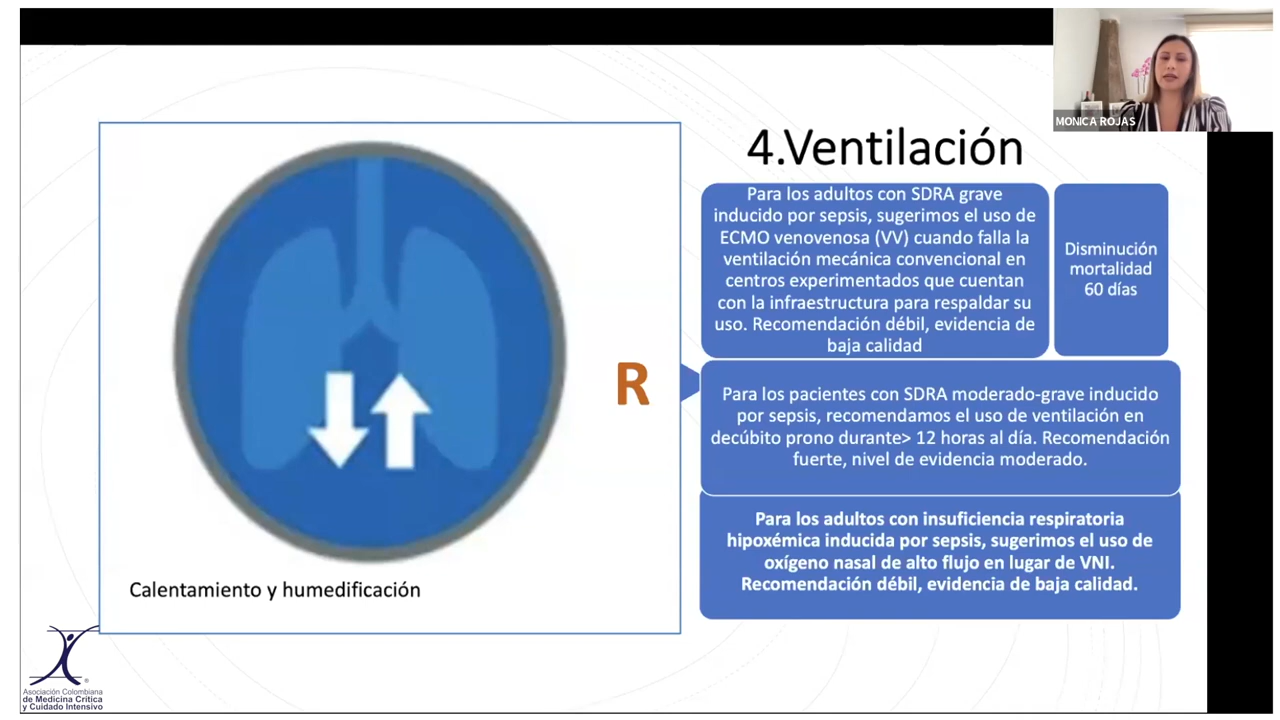 MONICA ROJAS
4.Ventilación
Para los adultos con SDRA grave
inducido por sepsis, sugerimos el uso de
ECMO venovenosa (VV) cuando falla la
ventilación mecánica convencional en
centros experimentados que cuentan
con la infraestructura para respaldar su
uso. Recomendación débil, evidencia de
baja calidad
Disminución
mortalidad
60 días
R
Para los pacientes con SDRA moderado-grave inducido
por sepsis, recomendamos el uso de ventilación en
decúbito prono durante> 12 horas al día. Recomendación
fuerte, nivel de evidencia moderado.
Para los adultos con insuficiencia respiratoria
hipoxémica inducida por sepsis, sugerimos el uso de
oxígeno nasal de alto flujo en lugar de VNI.
Recomendación débil, evidencia de baja calidad.
Calentamiento y humedificación
®
Asociación Colombiana
de Medicina Crítica
y Cuidado Intensivo